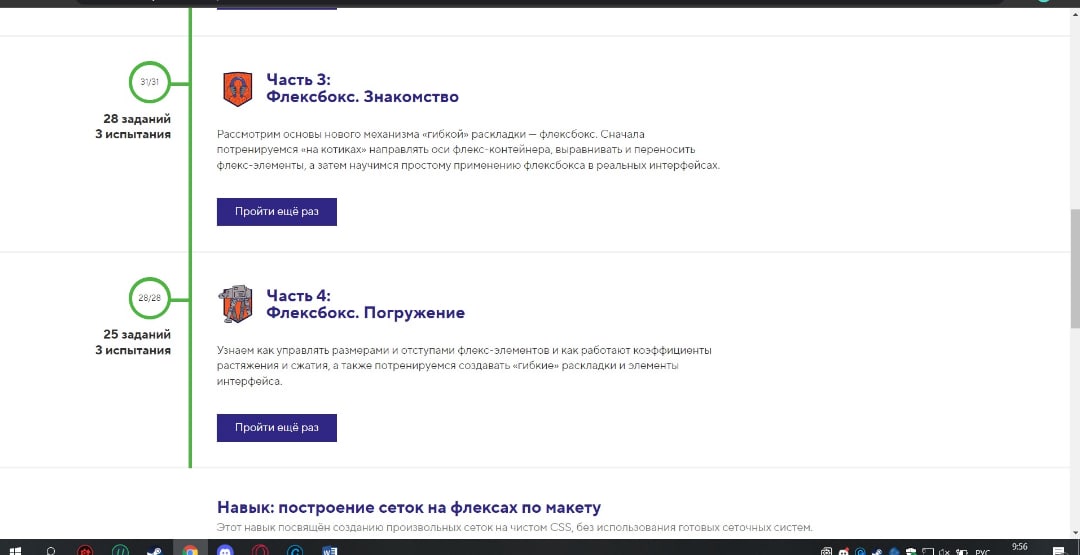 31/31
28 заданий
3 испытания
Часть 3:
Флексбокс. Знакомство
Рассмотрим основы нового механизма «гибкой» раскладки — флексбокс. Сначала
потренируемся «на котиках» направлять оси флекс-контейнера, выравнивать и переносить
флекс-элементы, а затем научимся простому применению флексбокса в реальных интерфейсах.
Пройти ещё раз
28/28
25 заданий
3 испытания
Часть 4:
Флексбокс. Погружение
Узнаем как управлять размерами и отступами флекс-элементов и как работают коэффициенты
растяжения и сжатия, а также потренируемся создавать «гибкие» раскладки и элементы
интерфейса.
Пройти ещё раз
Навык: построение сеток на флексах по макету
Этот навык посвящён созданию произвольных сеток на чистом CSS, без использования готовых сеточных систем.
РУС
9:56